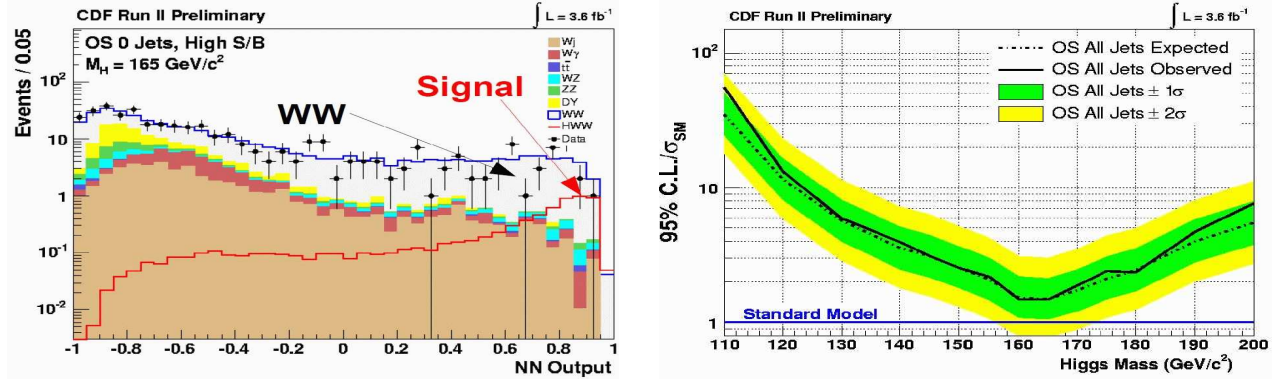 CDF Run II Preliminary
∫ L = 3.6 fb⁻¹
OS 0 Jets, High S/B
M_H = 165 GeV/c²
Events / 0.05
10²
10
1
10⁻¹
10⁻²
Wj
Wγ
tt̄
WZ
ZZ
DY
WW
HWW
Data
WW
Signal
-1 -0.8 -0.6 -0.4 -0.2 0 0.2 0.4 0.6 0.8 1
NN Output
CDF Run II Preliminary
∫ L = 3.6 fb⁻¹
95% C.L./σ_SM
10²
10
1
OS All Jets Expected
OS All Jets Observed
OS All Jets ± 1σ
OS All Jets ± 2σ
Standard Model
110 120 130 140 150 160 170 180 190 200
Higgs Mass (GeV/c²)